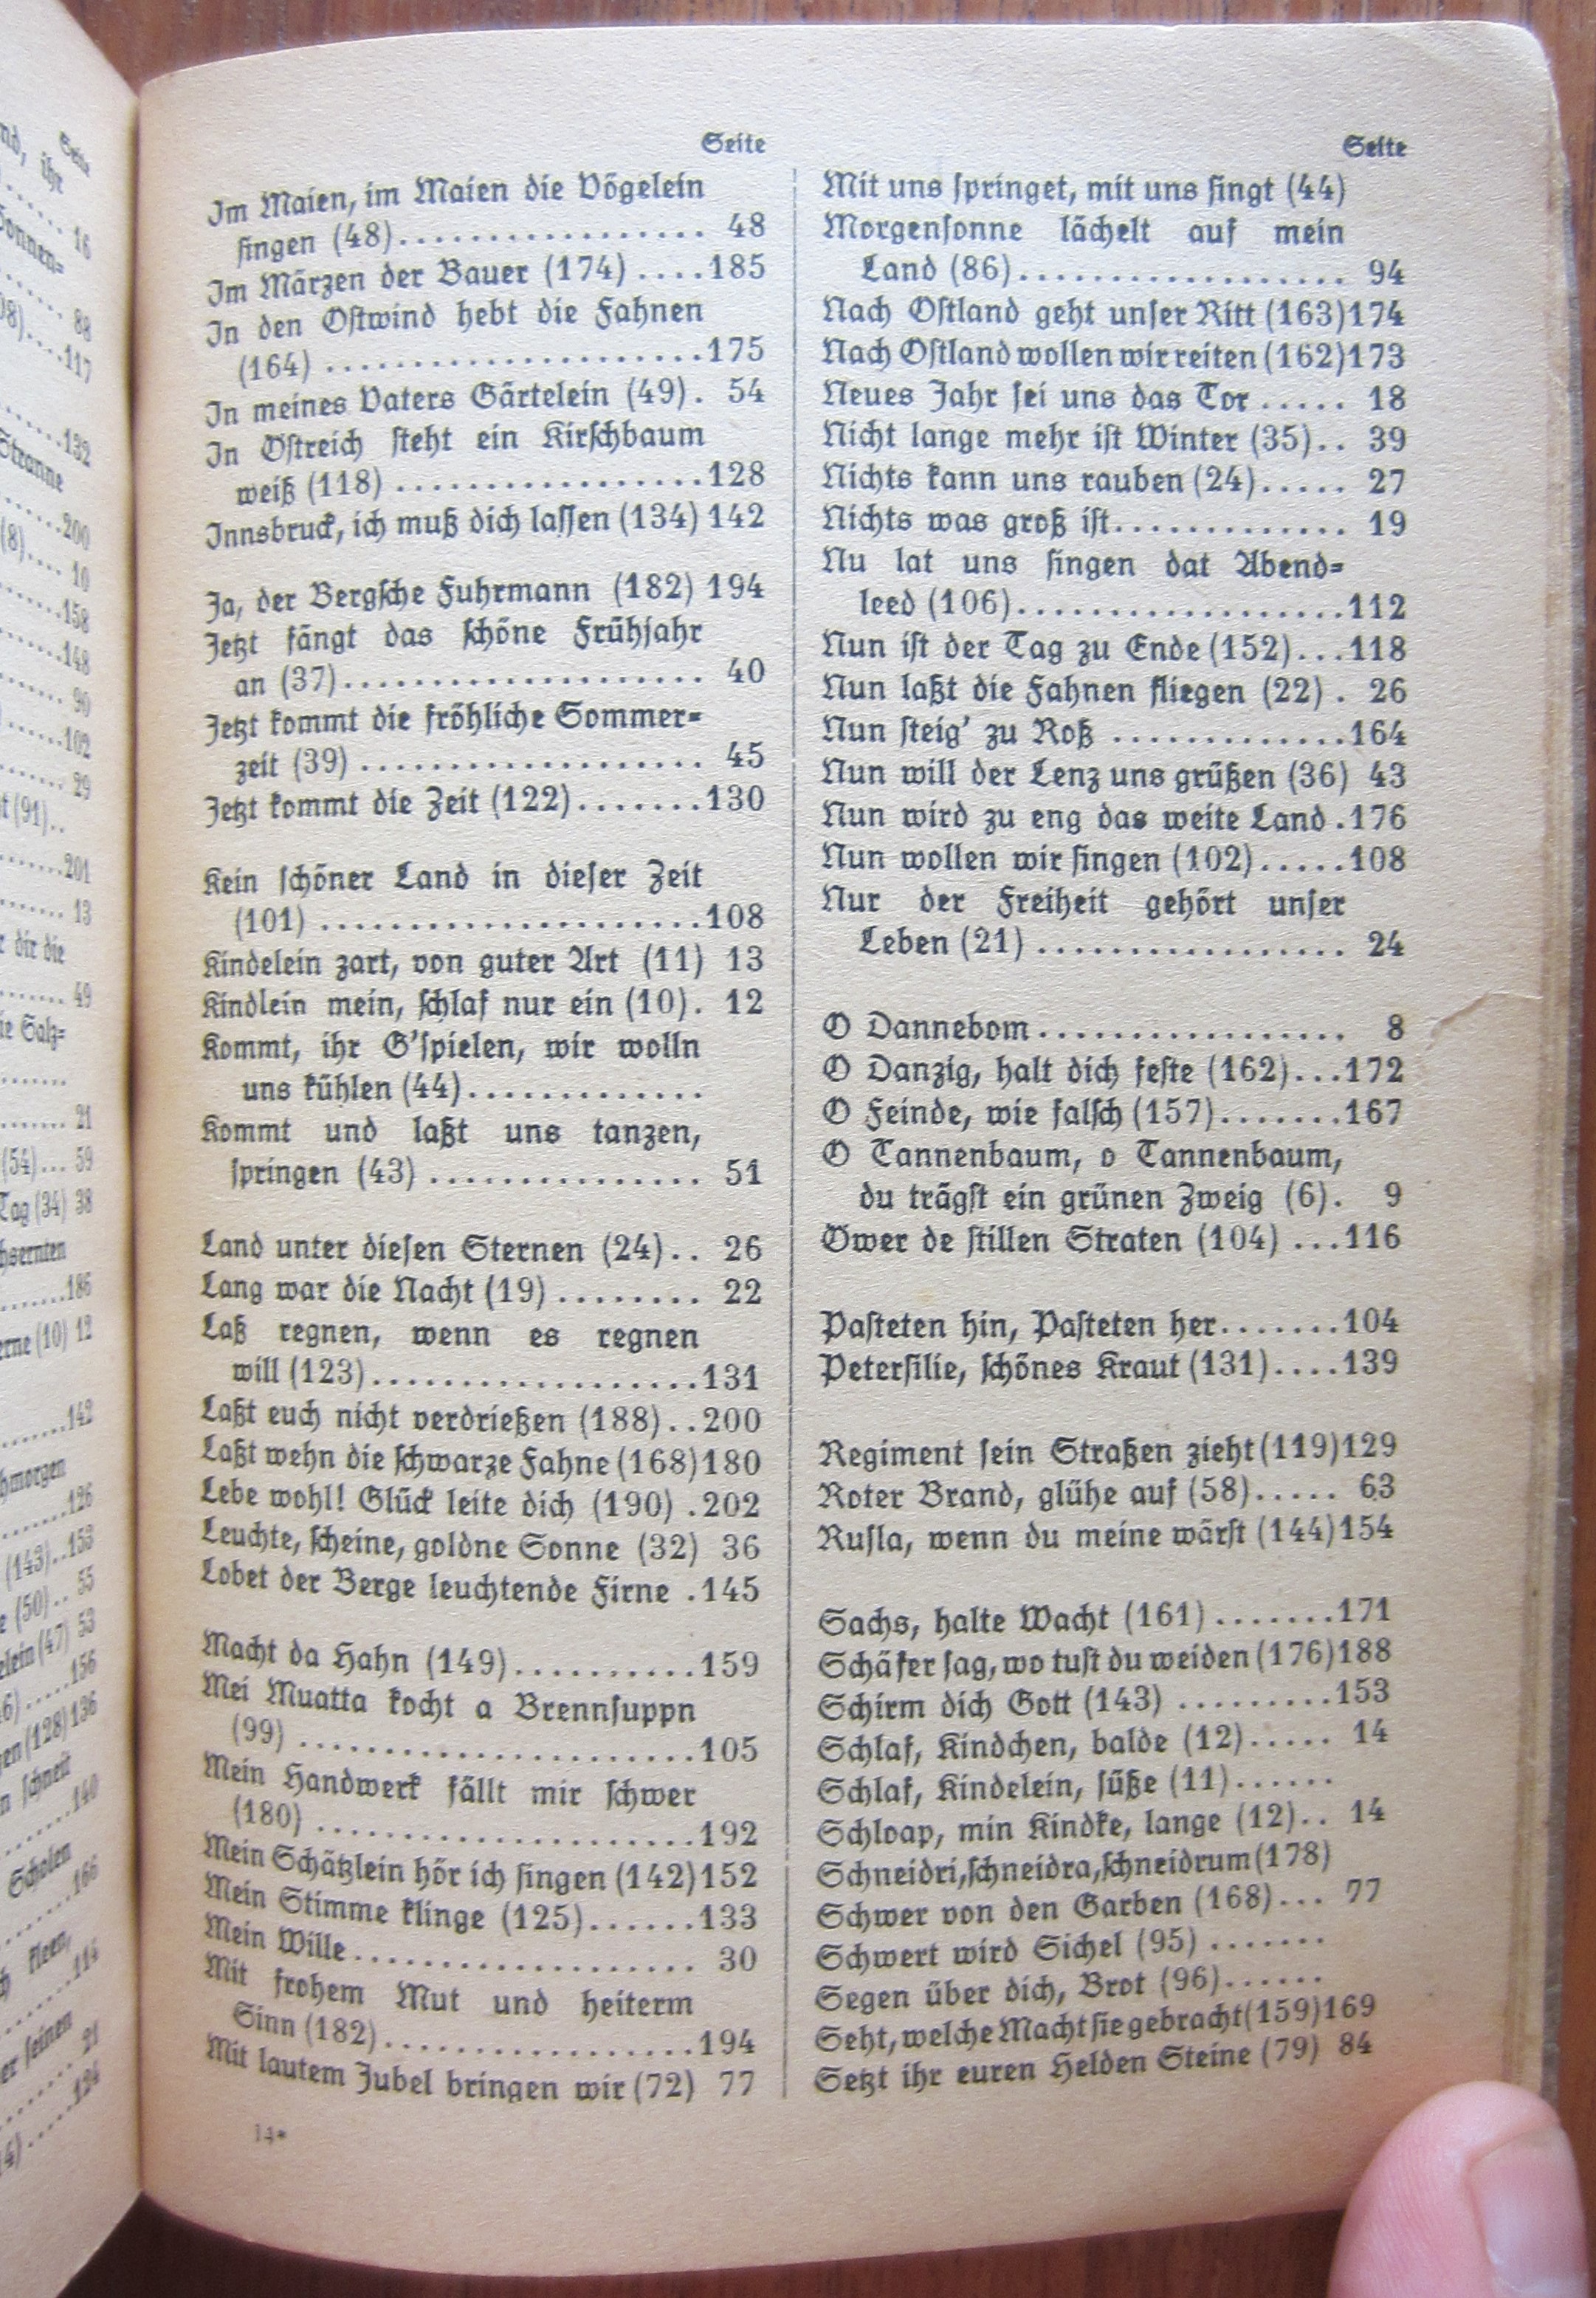 Seite
Im Maien, im Maien die Vögelein
singen (48).................. 48
Im Märzen der Bauer (174) ....185
In den Ostwind hebt die Fahnen
(164) ......................175
In meines Vaters Gärtelein (49). 54
In Östreich steht ein Kirschbaum
weiß (118) ..................128
Innsbruck, ich muß dich lassen (134) 142
Ja, der Bergsche Fuhrmann (182) 194
Jetzt fängt das schöne Frühjahr
an (37)..................... 40
Jetzt kommt die fröhliche Sommer=
zeit (39) .................... 45
Jetzt kommt die Zeit (122).......130
Kein schöner Land in dieser Zeit
(101) ......................108
Kindelein zart, von guter Art (11) 13
Kindlein mein, schlaf nur ein (10). 12
Kommt, ihr G'spielen, wir wolln
uns kühlen (44).............
Kommt und laßt uns tanzen,
springen (43) ............... 51
Land unter diesen Sternen (24).. 26
Lang war die Nacht (19) ........ 22
Laß regnen, wenn es regnen
will (123)...................131
Laßt euch nicht verdrießen (188)..200
Laßt wehn die schwarze Fahne (168)180
Lebe wohl! Glück leite dich (190) .202
Leuchte, scheine, goldne Sonne (32) 36
Lobet der Berge leuchtende Firne .145
Macht da Hahn (149)..........159
Mei Muatta kocht a Brennsuppn
(99) .......................105
Mein Handwerk fällt mir schwer
(180) ......................192
Mein Schätzlein hör ich singen (142)152
Mein Stimme klinge (125)......133
Mein Wille.................... 30
Mit frohem Mut und heiterm
Sinn (182)..................194
Mit lautem Jubel bringen wir (72) 77
14*
Seite
Mit uns springet, mit uns singt (44)
Morgensonne lächelt auf mein
Land (86)................... 94
Nach Ostland geht unser Ritt (163)174
Nach Ostland wollen wir reiten (162)173
Neues Jahr sei uns das Tor ..... 18
Nicht lange mehr ist Winter (35).. 39
Nichts kann uns rauben (24)..... 27
Nichts was groß ist............. 19
Nu lat uns singen dat Abend=
leed (106)...................112
Nun ist der Tag zu Ende (152)...118
Nun laßt die Fahnen fliegen (22) . 26
Nun steig' zu Roß .............164
Nun will der Lenz uns grüßen (36) 43
Nun wird zu eng das weite Land .176
Nun wollen wir singen (102).....108
Nur der Freiheit gehört unser
Leben (21) .................. 24
O Dannebom.................. 8
O Danzig, halt dich feste (162)...172
O Feinde, wie falsch (157).......167
O Tannenbaum, o Tannenbaum,
du trägst ein grünen Zweig (6). 9
Öwer de stillen Straten (104) ...116
Pasteten hin, Pasteten her.......104
Petersilie, schönes Kraut (131)....139
Regiment sein Straßen zieht (119)129
Roter Brand, glühe auf (58)..... 63
Rusla, wenn du meine wärst (144)154
Sachs, halte Wacht (161) .......171
Schäfer sag, wo tust du weiden (176)188
Schirm dich Gott (143) .........153
Schlaf, Kindchen, balde (12)..... 14
Schlaf, Kindelein, süße (11)......
Schloap, min Kindke, lange (12).. 14
Schneidri, schneidra, schneidrum (178)
Schwer von den Garben (168)... 77
Schwert wird Sichel (95) .......
Segen über dich, Brot (96)......
Seht, welche Macht sie gebracht (159)169
Setzt ihr euren Helden Steine (79) 84